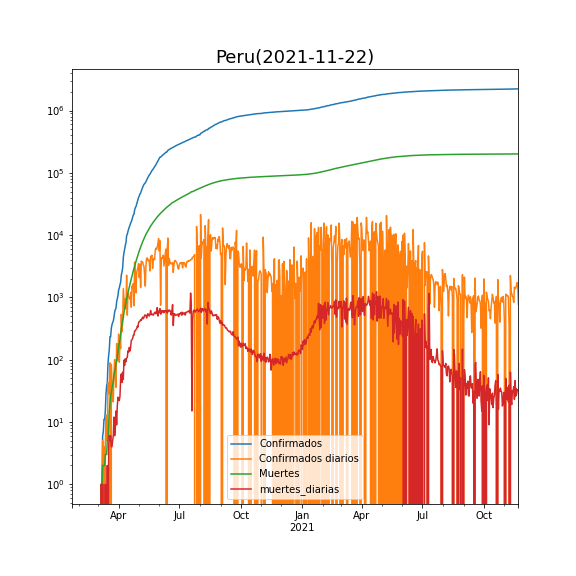 Peru(2021-11-22)
10^6
10^5
10^4
10^3
10^2
10^1
10^0
Confirmados
Confirmados diarios
Muertes
muertes_diarias
Apr Jul Oct Jan Apr Jul Oct
2021